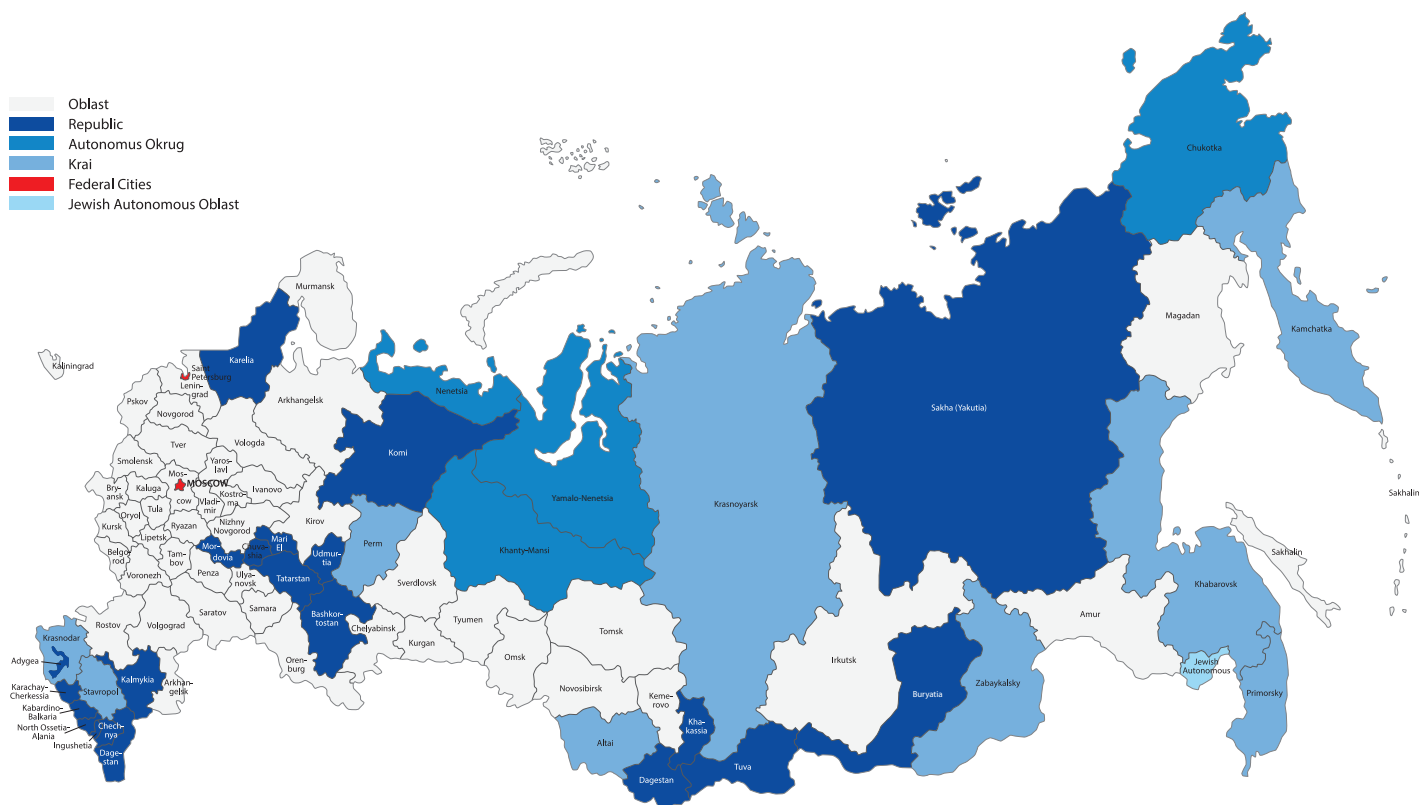 Oblast
Republic
Autonomus Okrug
Krai
Federal Cities
Jewish Autonomous Oblast
Chukotka
Murmansk
Magadan
Kamchatka
Kaliningrad
Karelia
Saint
Petersburg
Lenin-
grad
Nenetsia
Pskov
Arkhangelsk
Novgorod
Sakha (Yakutia)
Tver
Vologda
Komi
Smolensk
Yaros-
lavl
Mos-
cow
MOSCOW
Bry-
ansk
Kaluga
Ivanovo
Kostro-
ma
Vladi-
mir
Yamalo-Nenetsia
Krasnoyarsk
Sakhalin
Oryol
Tula
Kursk
Ryazan
Nizhny
Novgorod
Kirov
Lipetsk
Perm
Mari
El
Chuva-
shia
Mor-
dovia
Udmur-
tia
Khanty-Mansi
Sakhalin
Belgo-
rod
Tam-
bov
Voronezh
Penza
Ulya-
novsk
Tatarstan
Sverdlovsk
Khabarovsk
Samara
Saratov
Bashkor-
tostan
Amur
Rostov
Volgograd
Chelyabinsk
Tyumen
Tomsk
Krasnodar
Kurgan
Irkutsk
Adygea
Oren-
burg
Omsk
Jewish
Autonomous
Kalmykia
Arkhan-
gelsk
Stavropol
Novosibirsk
Keme-
rovo
Buryatia
Zabaykalsky
Primorsky
Karachay-
Cherkessia
Kabardino-
Balkaria
North Ossetia-
Alania
Ingushetia
Chech-
nya
Kha-
kassia
Altai
Dage-
stan
Tuva
Dagestan